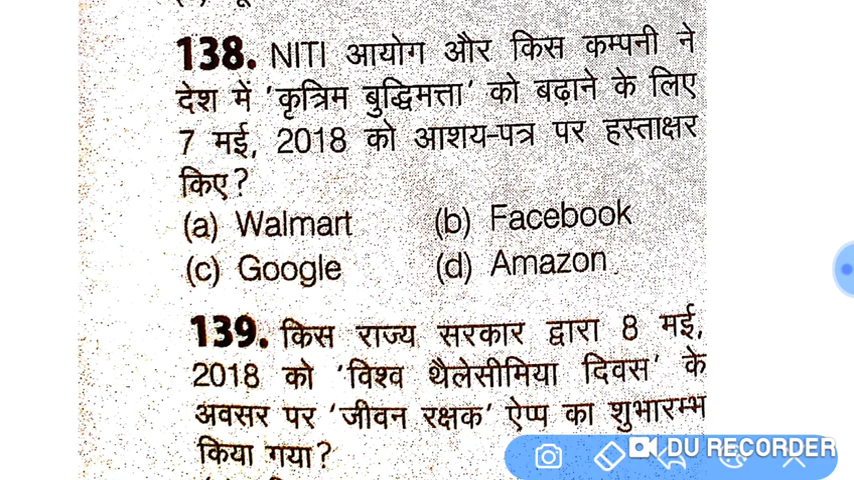 138. NITI आयोग और किस कम्पनी ने
देश में 'कृत्रिम बुद्धिमत्ता' को बढ़ाने के लिए
7 मई, 2018 को आशय-पत्र पर हस्ताक्षर
किए?
(a) Walmart (b) Facebook
(c) Google (d) Amazon
139. किस राज्य सरकार द्वारा 8 मई,
2018 को 'विश्व थैलेसीमिया दिवस' के
अवसर पर 'जीवन रक्षक' ऐप्प का शुभारम्भ
किया गया?
DU RECORDER